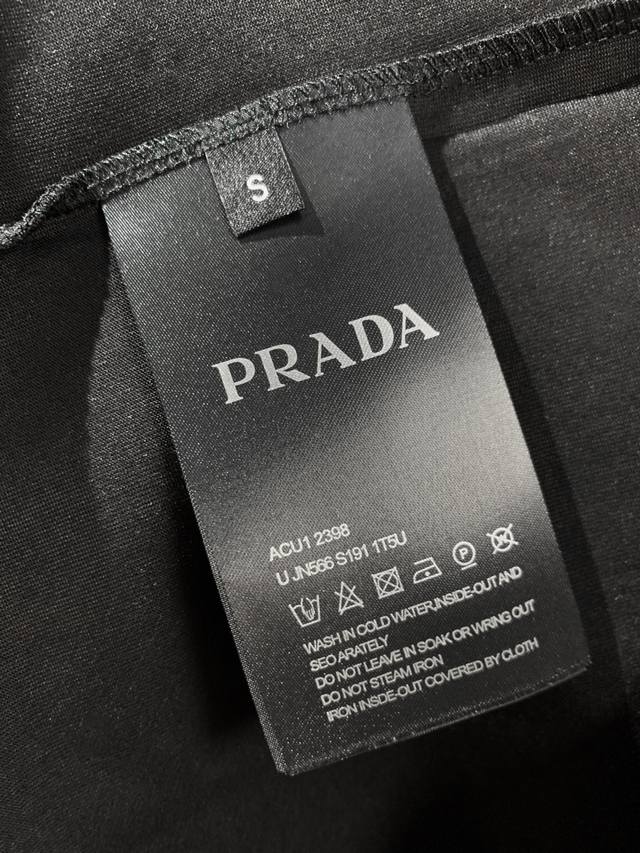 S
PRADA
ACU1 2398
U JN566 S191 1T5U
WASH IN COLD WATER,INSIDE-OUT AND
SEO ARATELY
DO NOT LEAVE IN SOAK OR WRING OUT
DO NOT STEAM IRON
IRON INSDE-OUT COVERED BY CLOTH